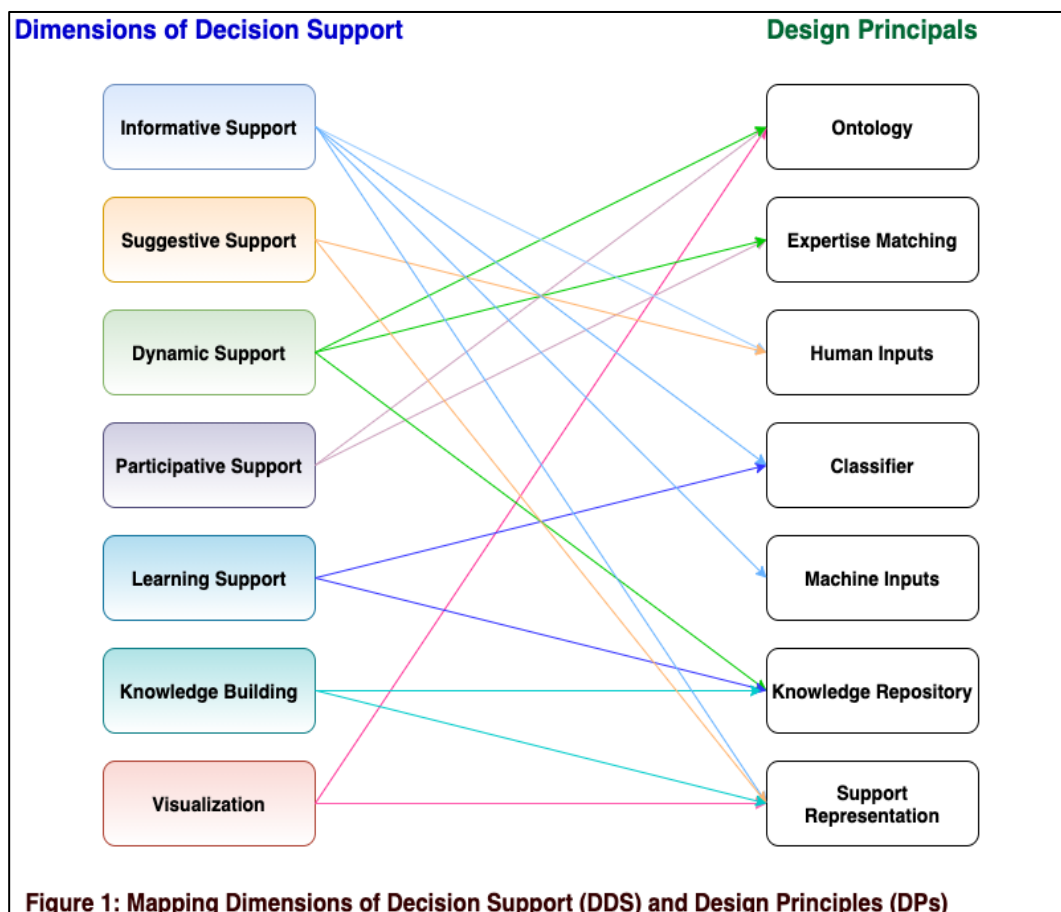 Dimensions of Decision Support
Design Principals
Informative Support
Ontology
Suggestive Support
Expertise Matching
Dynamic Support
Human Inputs
Participative Support
Classifier
Learning Support
Machine Inputs
Knowledge Building
Knowledge Repository
Visualization
Support
Representation
Figure 1: Mapping Dimensions of Decision Support (DDS) and Design Principles (DPs)